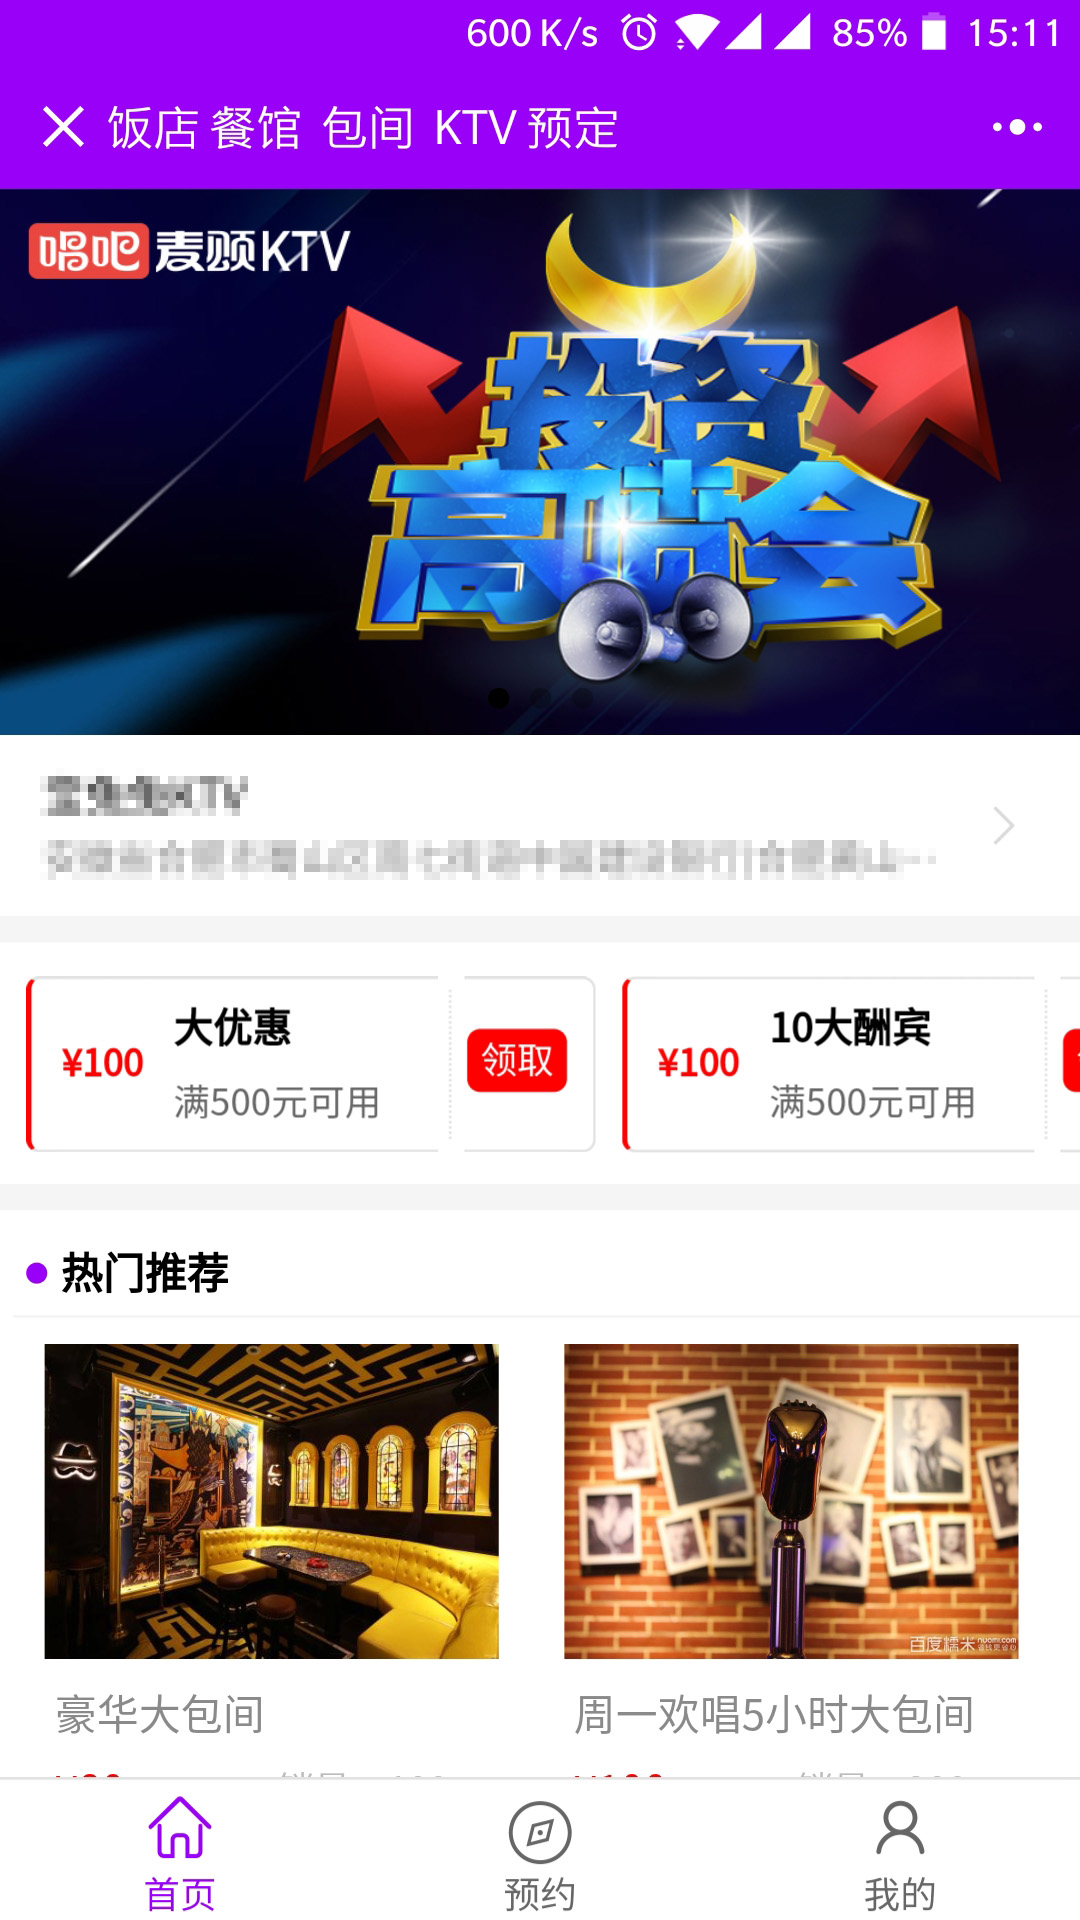 600 K/s 85% 15:11
饭店 餐馆 包间 KTV 预定
唱吧 麦颂KTV
投资
高峰会
大优惠
¥100
满500元可用
领取
10大酬宾
¥100
满500元可用
热门推荐
百度糯米 nuomi.com
豪华大包间
周一欢唱5小时大包间
首页
预约
我的